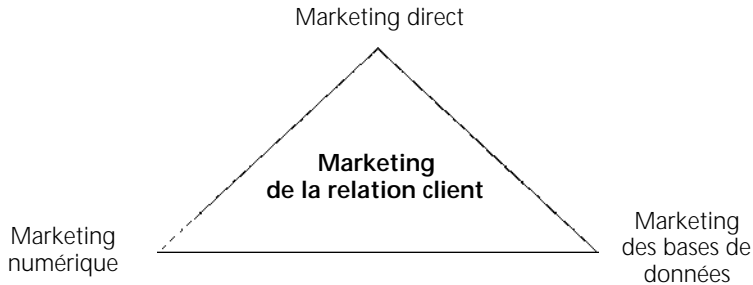 Marketing direct
Marketing
de la relation client
Marketing
numérique
Marketing
des bases de
données